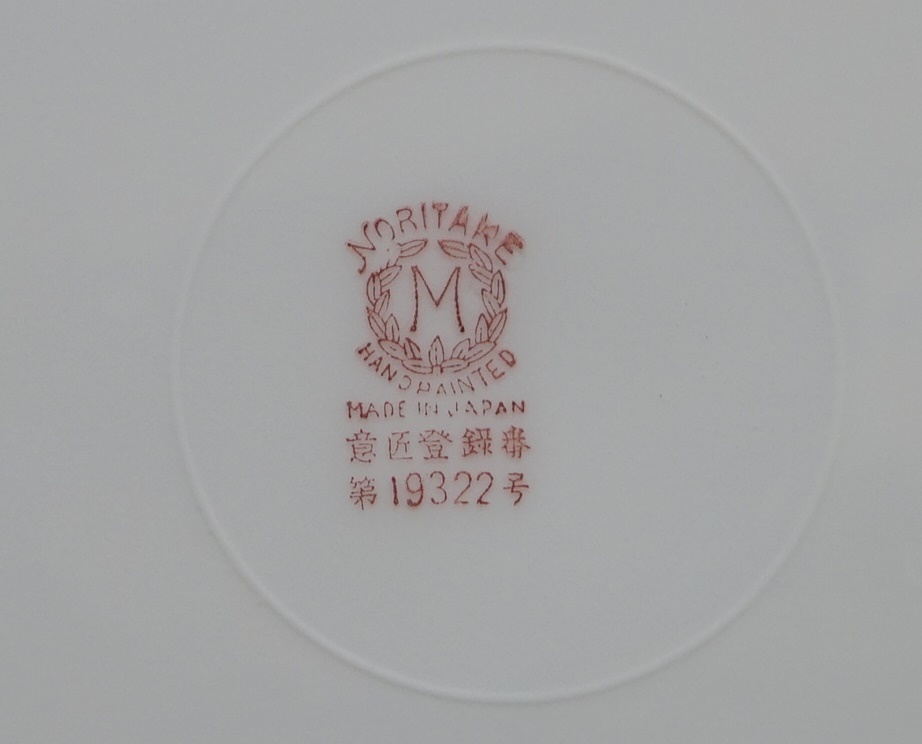 NORITAKE
M
HANDPAINTED
MADE IN JAPAN
意匠登録番
第19322号